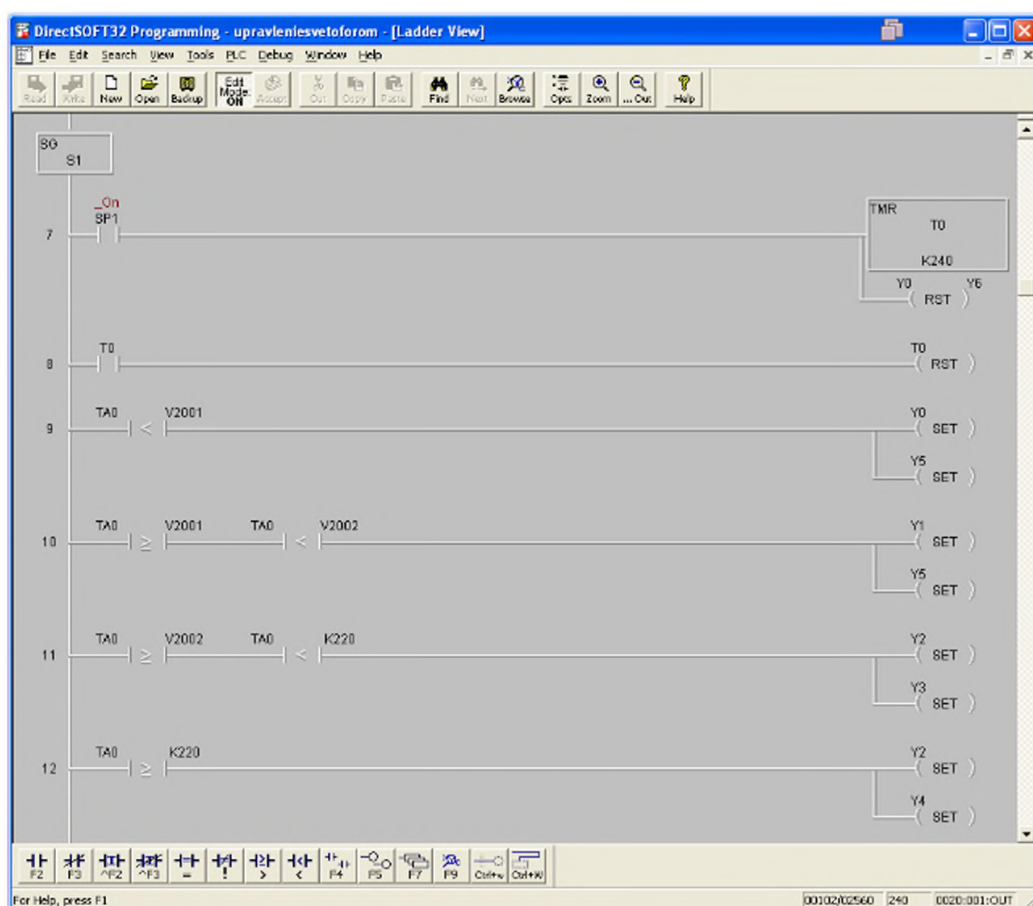 DirectSOFT32 Programming - upravleniesvetoforom - [Ladder View]
File Edit Search View Tools PLC Debug Window Help
Read Write New Open Backup Edit Mode: ON Accept Cut Copy Paste Find Next Browse Opts Zoom ... Out Help
SG
S1
_On
SP1
7
TMR
T0
K240
Y0 Y6
( RST )
T0 T0
8 ( RST )
TA0 V2001 Y0
9 < ( SET )
Y5
( SET )
TA0 V2001 TA0 V2002 Y1
10 ≥ < ( SET )
Y5
( SET )
TA0 V2002 TA0 K220 Y2
11 ≥ < ( SET )
Y3
( SET )
TA0 K220 Y2
12 ≥ ( SET )
Y4
( SET )
F2 F3 ^F2 ^F3 = ! > < F4 F5 F7 F9 Ctrl+w Ctrl+W
For Help, press F1 00102/02560 240 0020:001:OUT